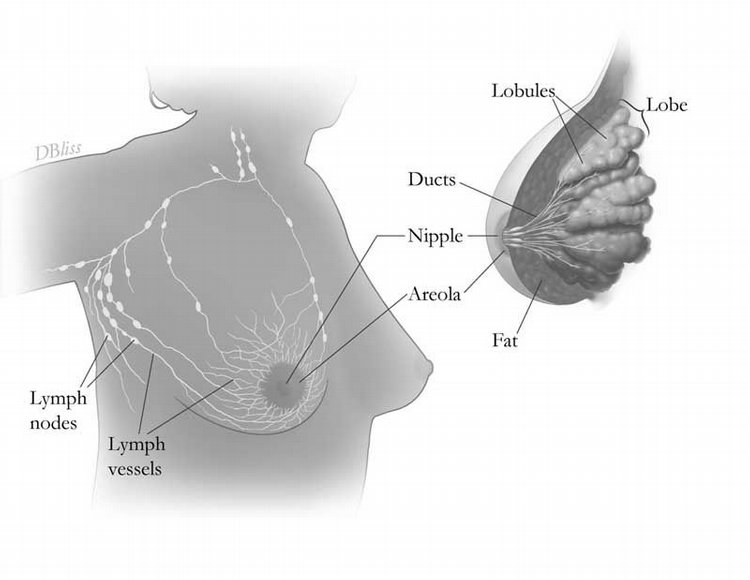 DBliss
Lobules
Lobe
Ducts
Nipple
Areola
Fat
Lymph
nodes
Lymph
vessels